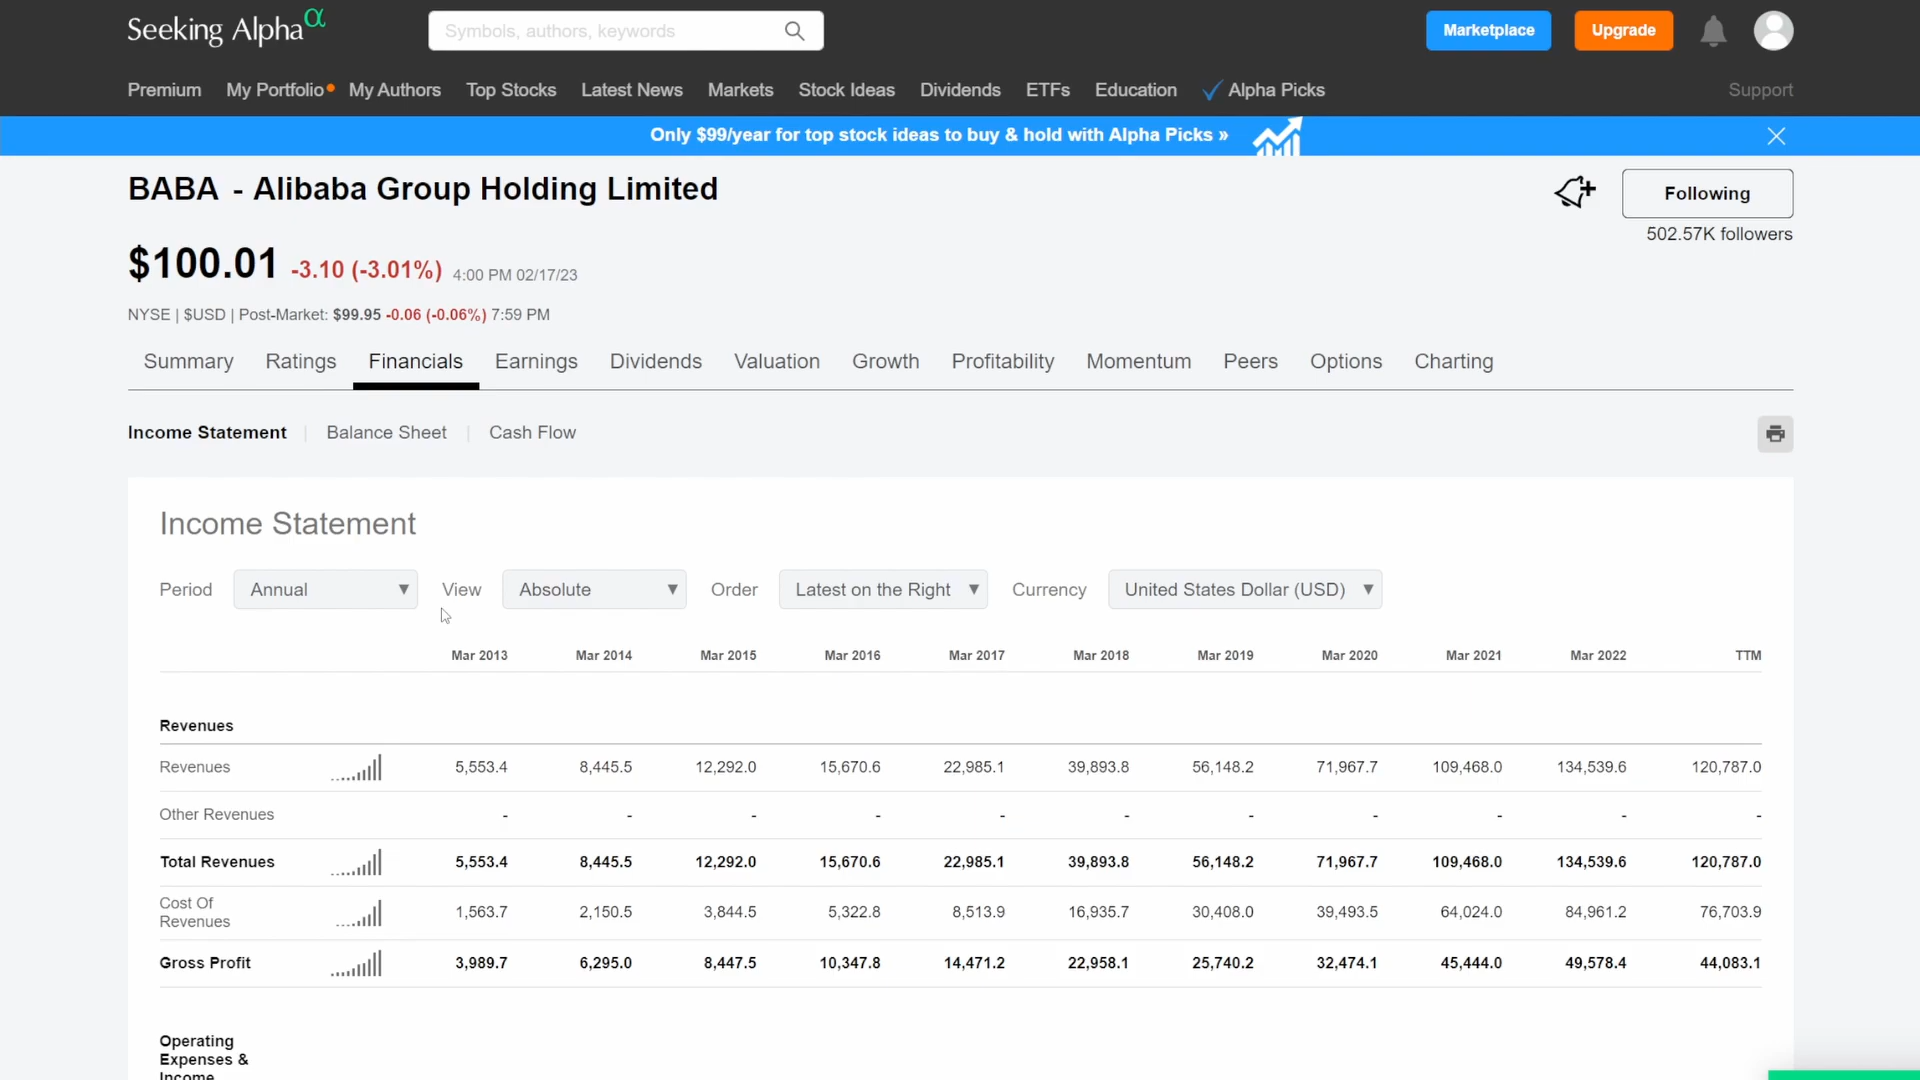 Seeking Alpha α
Symbols, authors, keywords
Marketplace
Upgrade
Premium My Portfolio My Authors Top Stocks Latest News Markets Stock Ideas Dividends ETFs Education Alpha Picks Support
Only $99/year for top stock ideas to buy & hold with Alpha Picks »
BABA - Alibaba Group Holding Limited
Following
502.57K followers
$100.01 -3.10 (-3.01%) 4:00 PM 02/17/23
NYSE | $USD | Post-Market: $99.95 -0.06 (-0.06%) 7:59 PM
Summary Ratings Financials Earnings Dividends Valuation Growth Profitability Momentum Peers Options Charting
Income Statement | Balance Sheet | Cash Flow
Income Statement
Period Annual ▼ View Absolute ▼ Order Latest on the Right ▼ Currency United States Dollar (USD) ▼
Mar 2013 Mar 2014 Mar 2015 Mar 2016 Mar 2017 Mar 2018 Mar 2019 Mar 2020 Mar 2021 Mar 2022 TTM
Revenues
Revenues 5,553.4 8,445.5 12,292.0 15,670.6 22,985.1 39,893.8 56,148.2 71,967.7 109,468.0 134,539.6 120,787.0
Other Revenues - - - - - - - - - - -
Total Revenues 5,553.4 8,445.5 12,292.0 15,670.6 22,985.1 39,893.8 56,148.2 71,967.7 109,468.0 134,539.6 120,787.0
Cost Of
Revenues 1,563.7 2,150.5 3,844.5 5,322.8 8,513.9 16,935.7 30,408.0 39,493.5 64,024.0 84,961.2 76,703.9
Gross Profit 3,989.7 6,295.0 8,447.5 10,347.8 14,471.2 22,958.1 25,740.2 32,474.1 45,444.0 49,578.4 44,083.1
Operating
Expenses &
Income